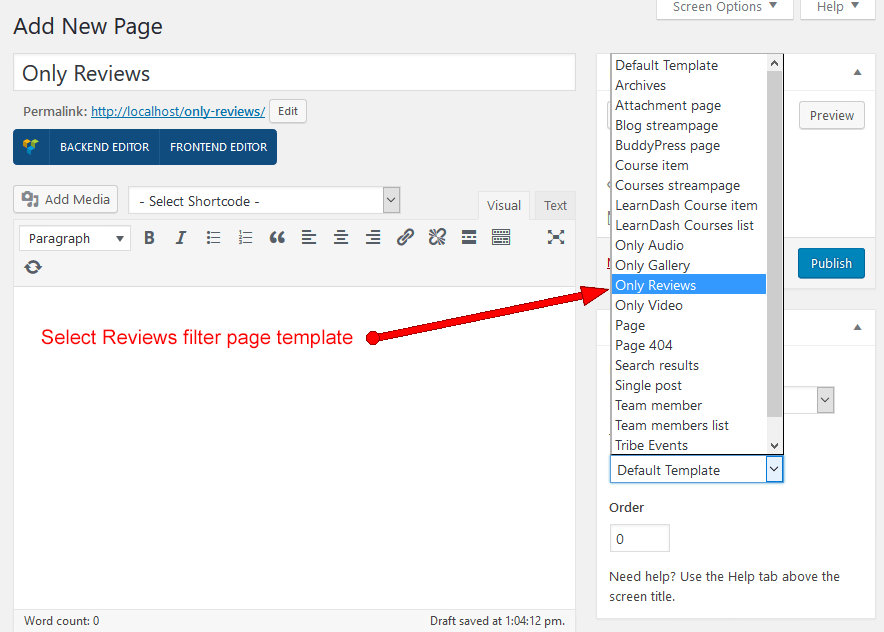 Screen Options
Help
Add New Page
Only Reviews
Permalink: http://localhost/only-reviews/ Edit
BACKEND EDITOR FRONTEND EDITOR
Add Media
- Select Shortcode -
Visual Text
Paragraph
B I
Select Reviews filter page template
Word count: 0
Draft saved at 1:04:12 pm.
Default Template
Archives
Attachment page
Blog streampage
BuddyPress page
Course item
Courses streampage
LearnDash Course item
LearnDash Courses list
Only Audio
Only Gallery
Only Reviews
Only Video
Page
Page 404
Search results
Single post
Team member
Team members list
Tribe Events
Default Template
Preview
Publish
Order
0
Need help? Use the Help tab above the
screen title.